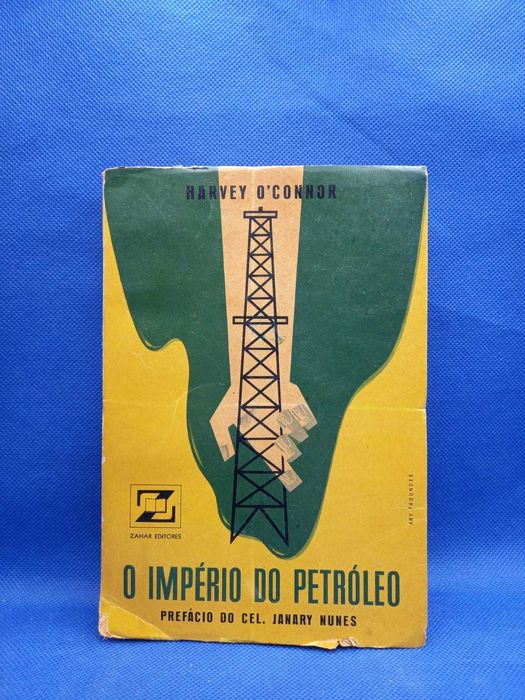 HARVEY O'CONNOR
ARY FAGUNDES
ZAHAR EDITORES
O IMPÉRIO DO PETRÓLEO
PREFÁCIO DO CEL. JANARY NUNES